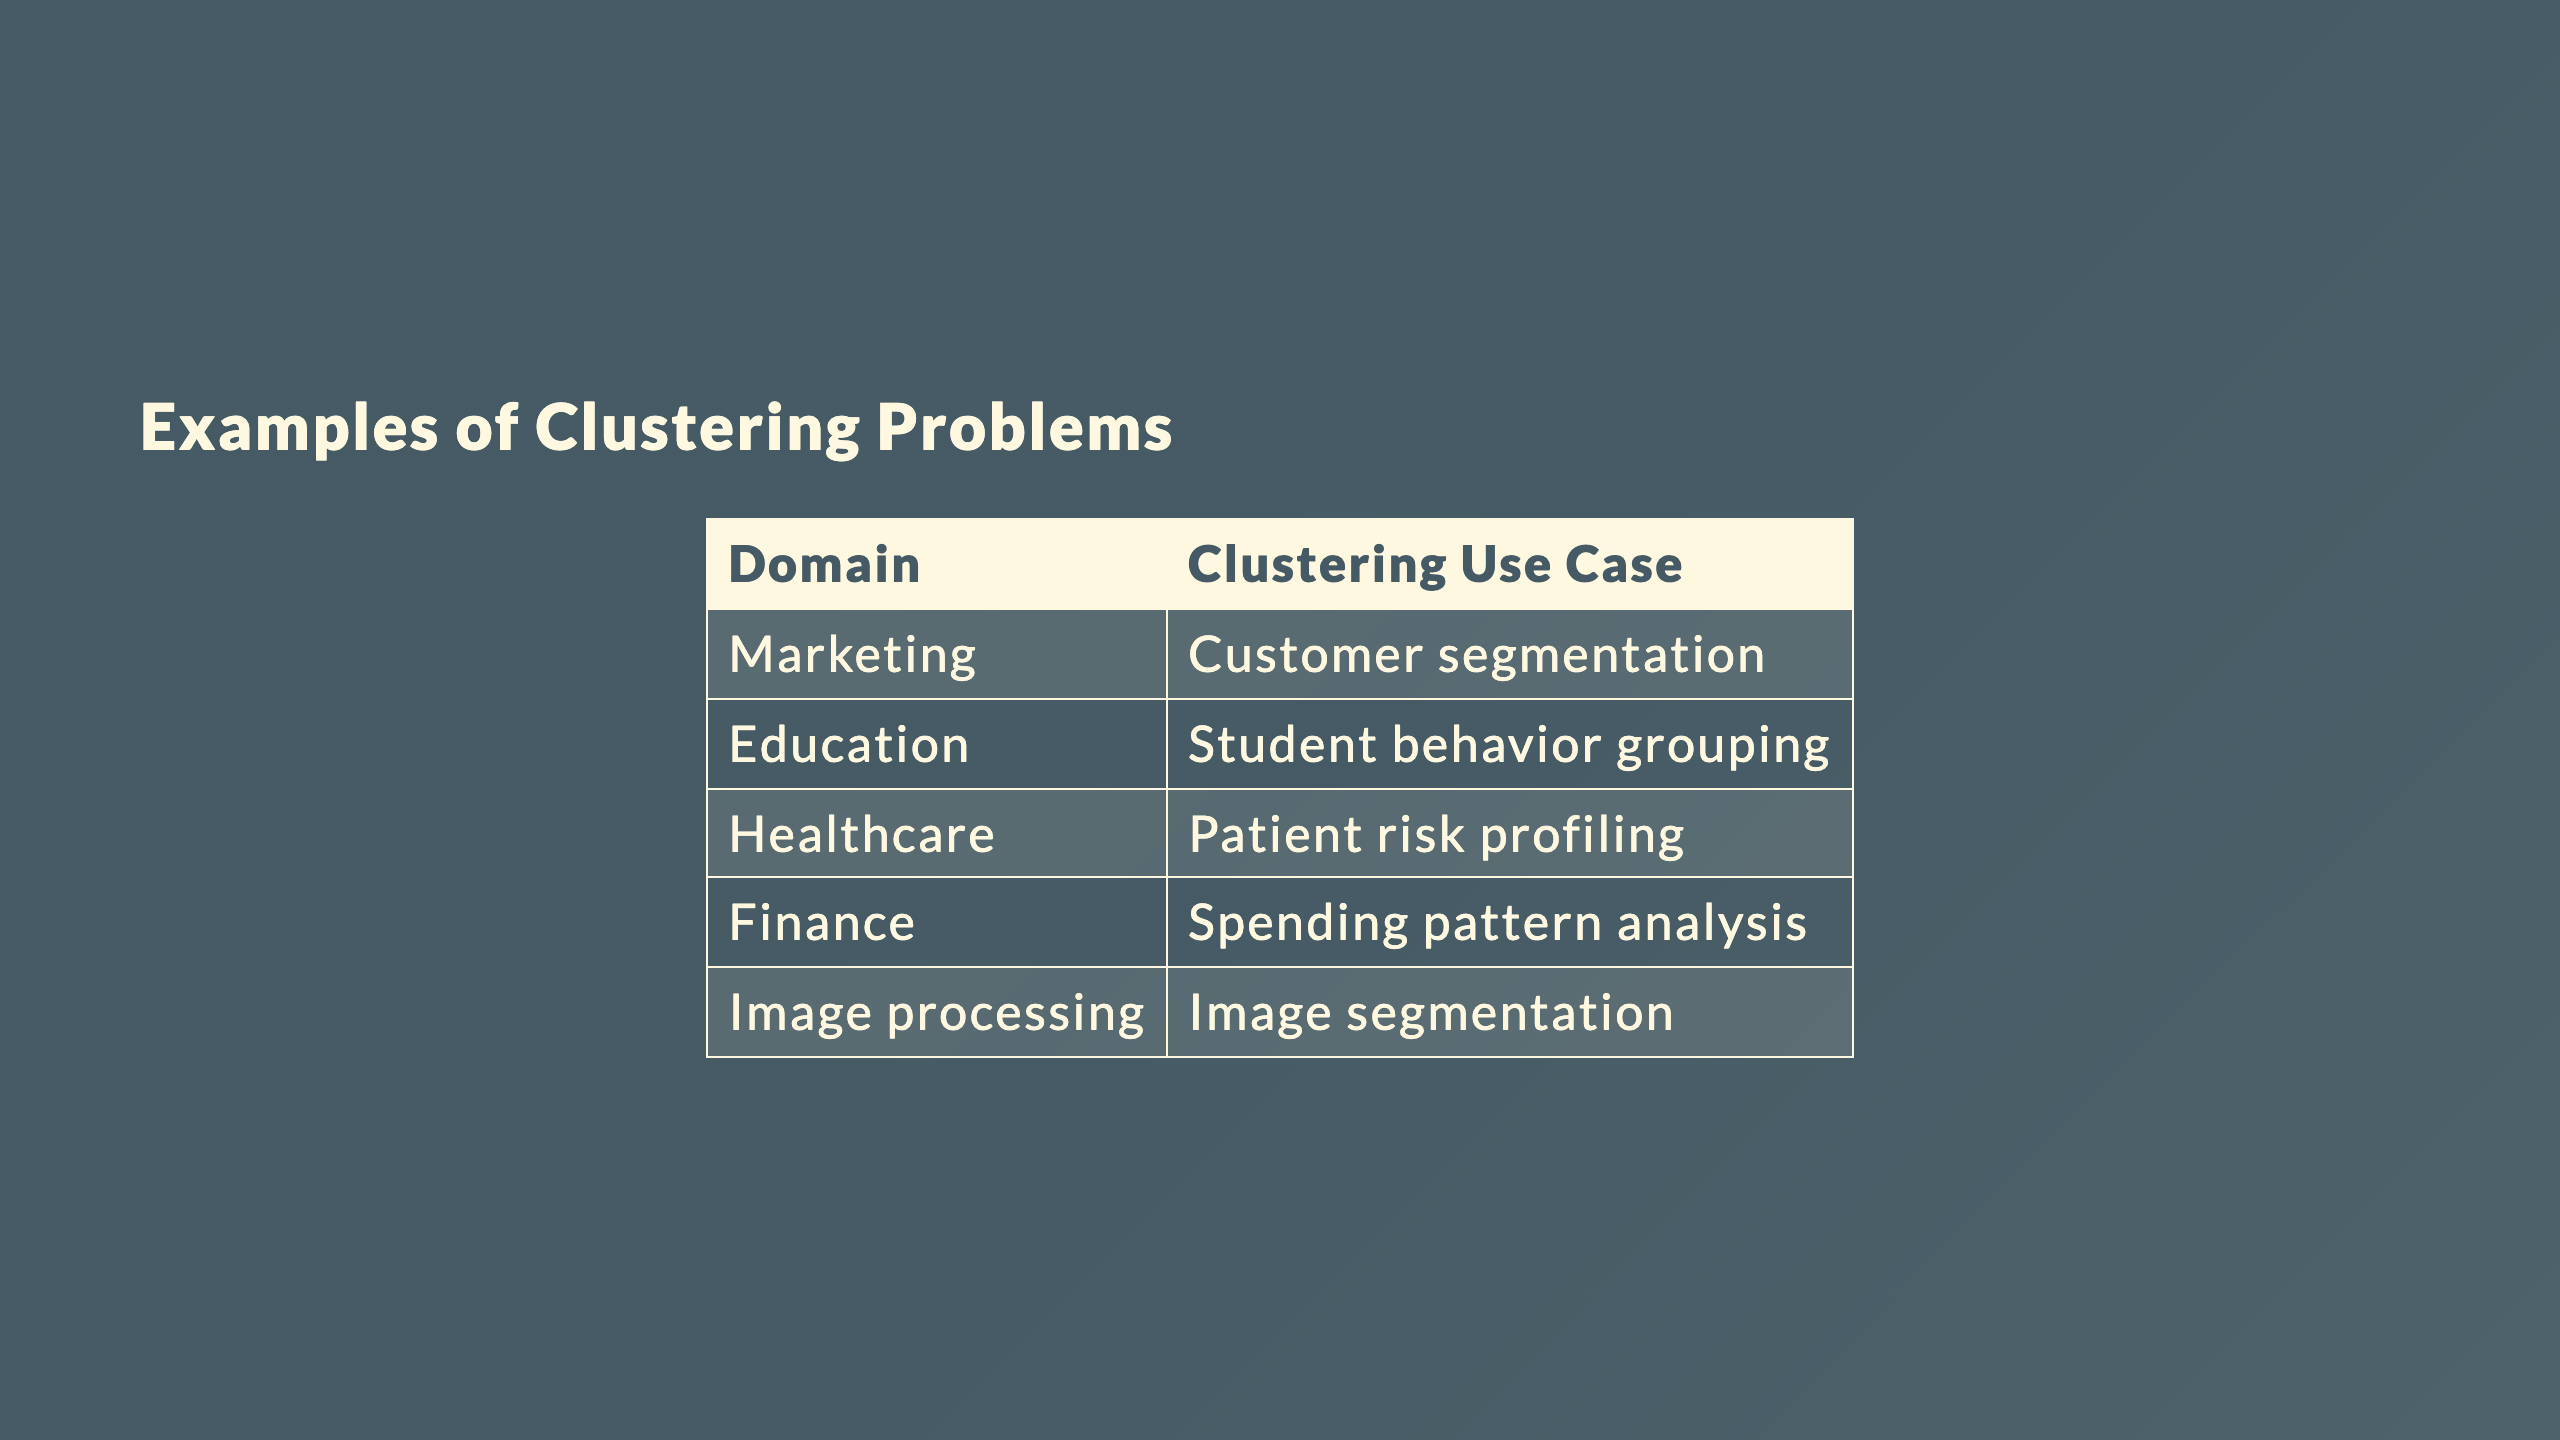 Examples of Clustering Problems
Domain Clustering Use Case
Marketing Customer segmentation
Education Student behavior grouping
Healthcare Patient risk profiling
Finance Spending pattern analysis
Image processing Image segmentation